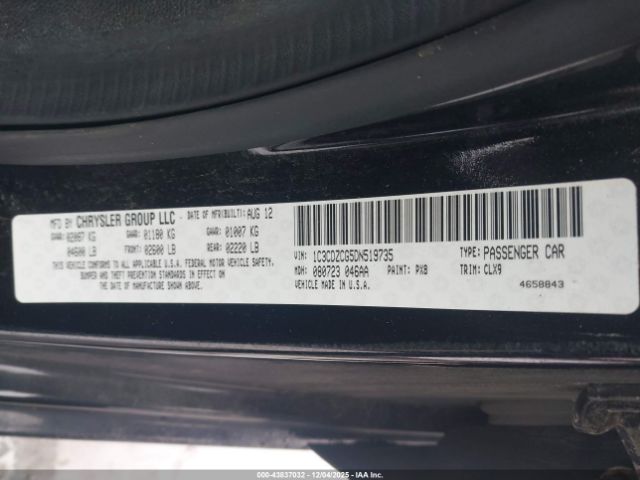 MFD BY CHRYSLER GROUP LLC - DATE OF MFR(BUILT): AUG 12
GVWR: 02087 KG GAWR: 01180 KG GAWR: 01007 KG
04600 LB FRONT: 02600 LB REAR: 02220 LB
THIS VEHICLE CONFORMS TO ALL APPLICABLE U.S.A. FEDERAL MOTOR VEHICLE SAFETY,
BUMPER AND THEFT PREVENTION STANDARDS IN EFFECT ON
THE DATE OF MANUFACTURE SHOWN ABOVE.
VIN: 1C3CDZCG5DN519735 TYPE: PASSENGER CAR
MDH: 080723 046AA PAINT: PX8 TRIM: CLX9
VEHICLE MADE IN U.S.A. 4658843
000-43837032 - 12/04/2025 - IAAI.COM